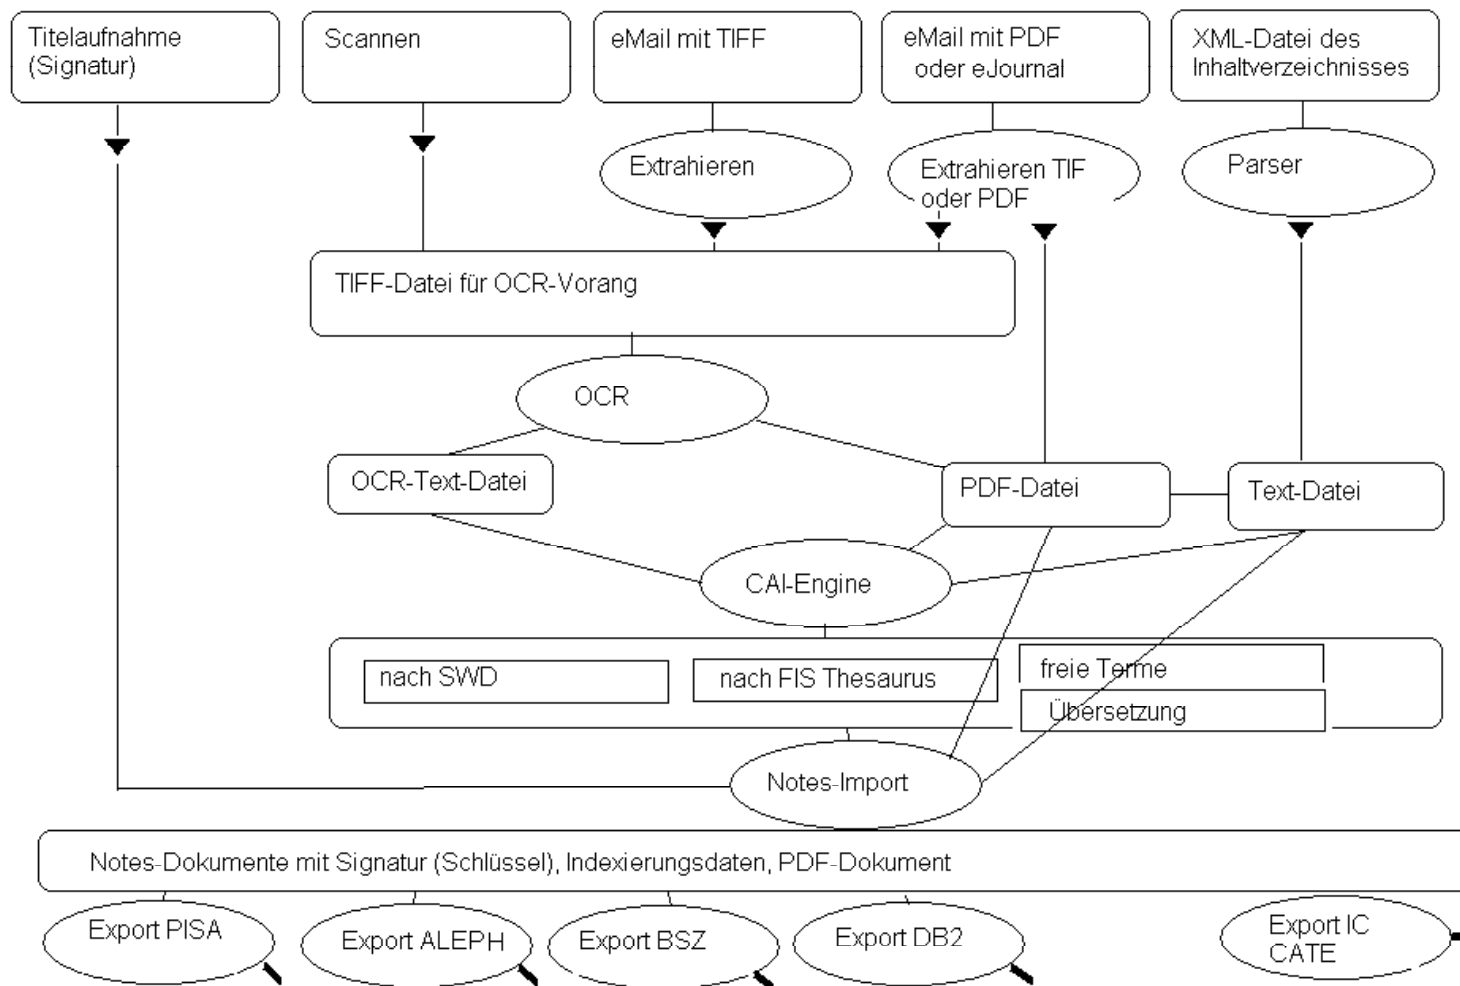 Titelaufnahme
(Signatur)
Scannen
eMail mit TIFF
eMail mit PDF
oder eJournal
XML-Datei des
Inhaltverzeichnisses
Extrahieren
Extrahieren TIF
oder PDF
Parser
TIFF-Datei für OCR-Vorang
OCR
OCR-Text-Datei
PDF-Datei
Text-Datei
CAI-Engine
nach SWD
nach FIS Thesaurus
freie Terme
Übersetzung
Notes-Import
Notes-Dokumente mit Signatur (Schlüssel), Indexierungsdaten, PDF-Dokument
Export PISA
Export ALEPH
Export BSZ
Export DB2
Export IC
CATE